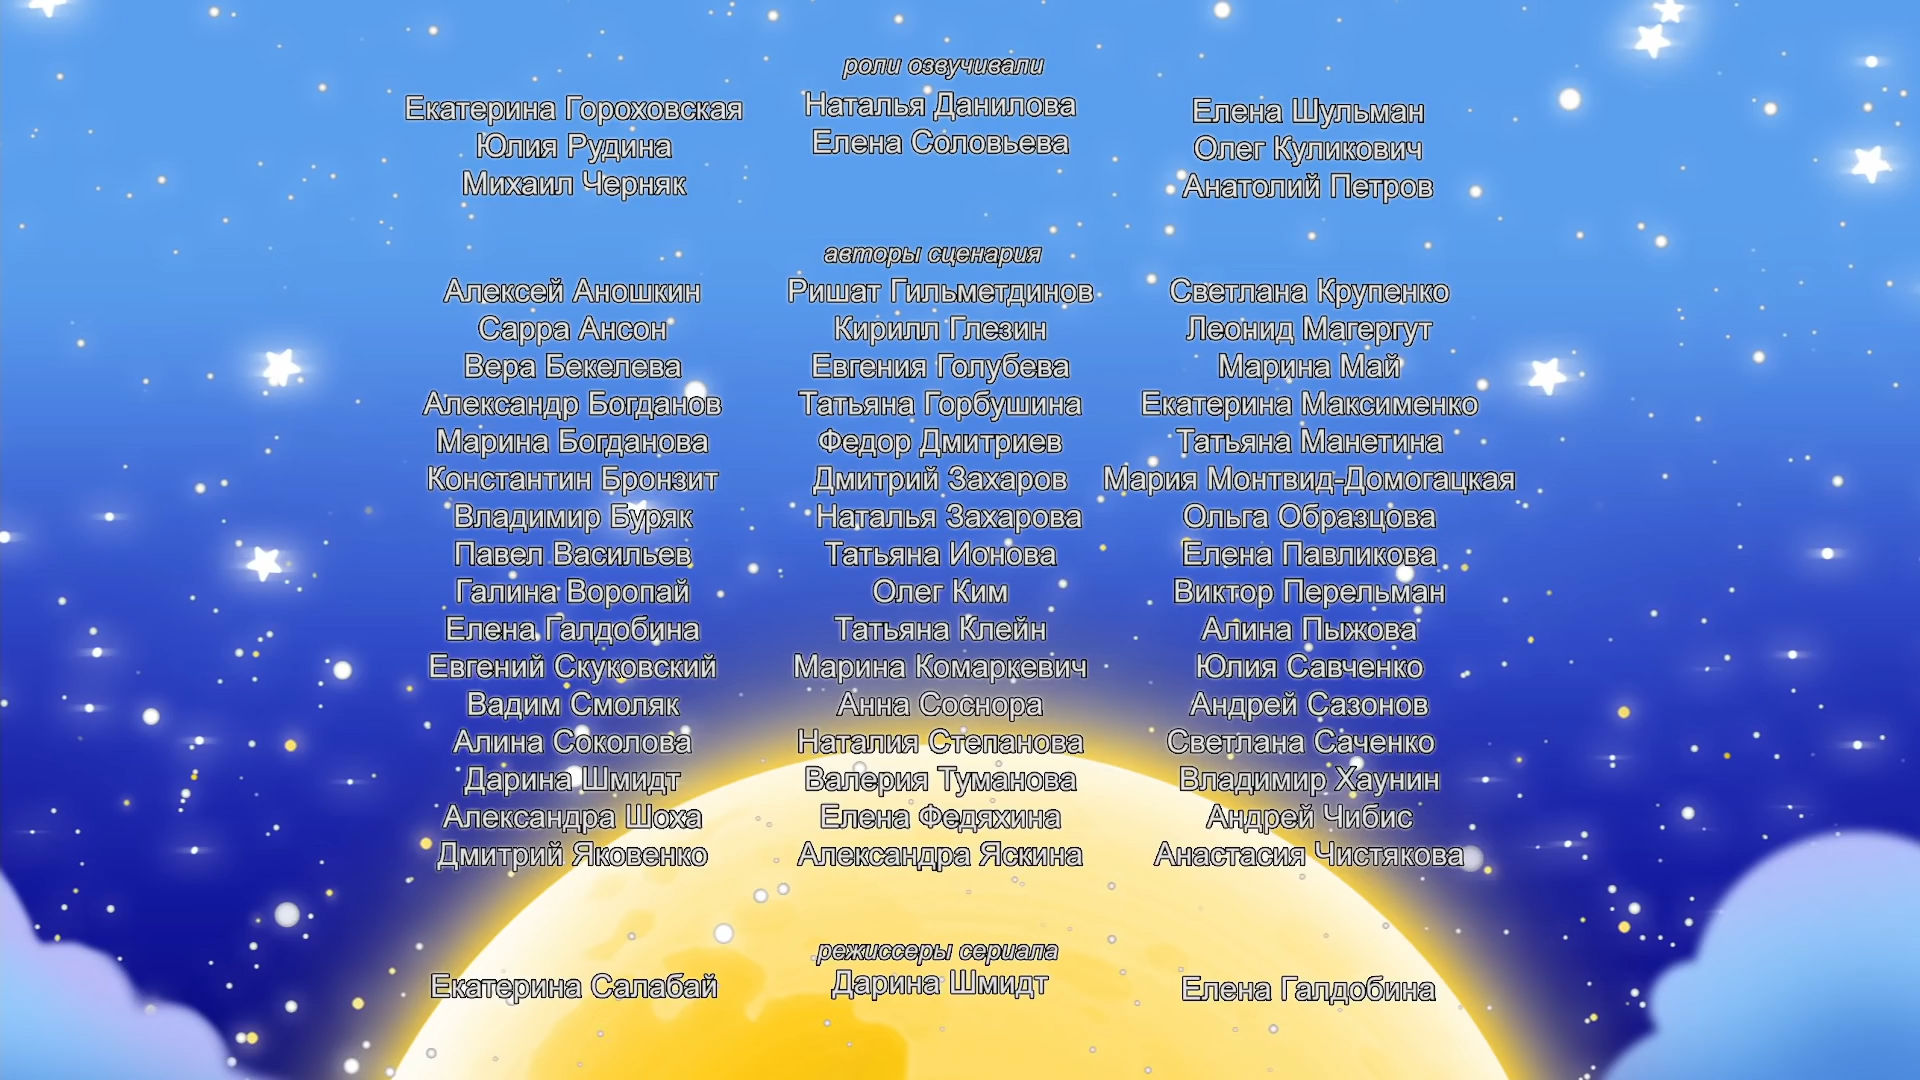 роли озвучивали
Екатерина Гороховская
Юлия Рудина
Михаил Черняк
Наталья Данилова
Елена Соловьева
Елена Шульман
Олег Куликович
Анатолий Петров
авторы сценария
Алексей Аношкин
Сарра Ансон
Вера Бекелева
Александр Богданов
Марина Богданова
Константин Бронзит
Владимир Буряк
Павел Васильев
Галина Воропай
Елена Галдобина
Евгений Скуковский
Вадим Смоляк
Алина Соколова
Дарина Шмидт
Александра Шоха
Дмитрий Яковенко
Ришат Гильметдинов
Кирилл Глезин
Евгения Голубева
Татьяна Горбушина
Федор Дмитриев
Дмитрий Захаров
Наталья Захарова
Татьяна Ионова
Олег Ким
Татьяна Клейн
Марина Комаркевич
Анна Соснора
Наталия Степанова
Валерия Туманова
Елена Федяхина
Александра Яскина
Светлана Крупенко
Леонид Магергут
Марина Май
Екатерина Максименко
Татьяна Манетина
Мария Монтвид-Домогацкая
Ольга Образцова
Елена Павликова
Виктор Перельман
Алина Пыжова
Юлия Савченко
Андрей Сазонов
Светлана Саченко
Владимир Хаунин
Андрей Чибис
Анастасия Чистякова
режиссеры сериала
Екатерина Салабай
Дарина Шмидт
Елена Галдобина